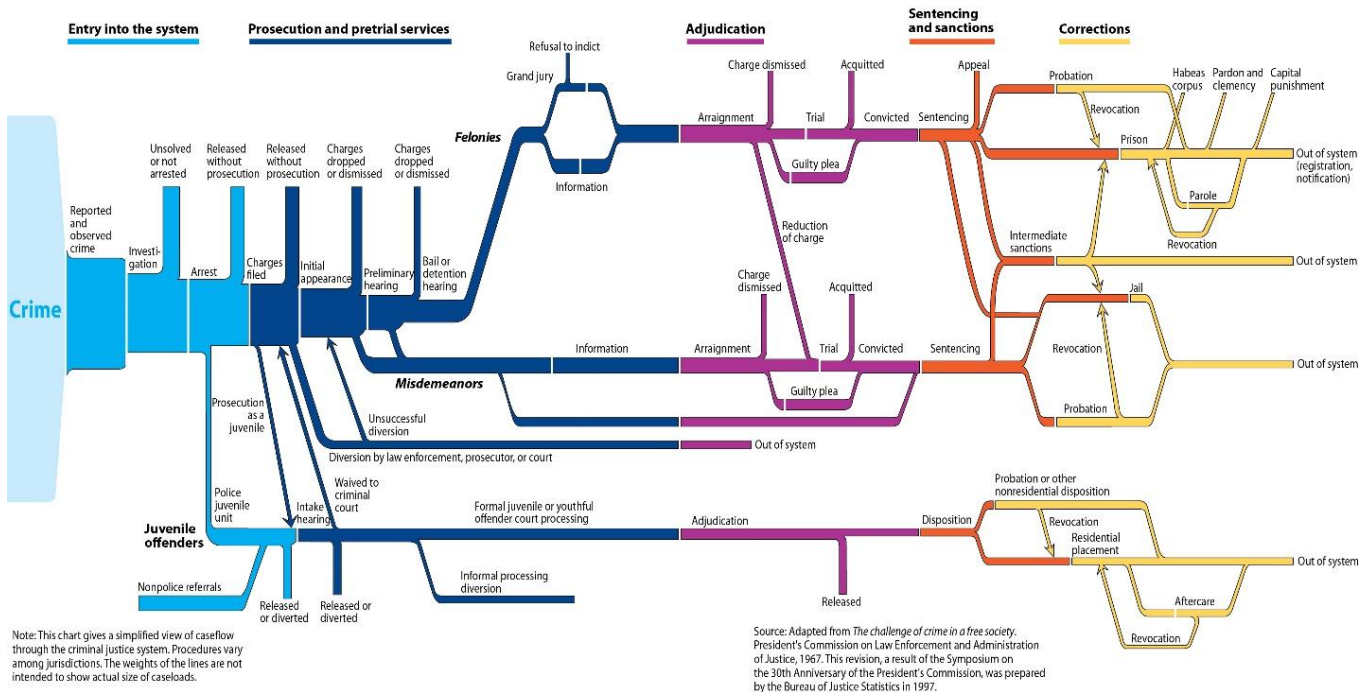 Entry into the system
Prosecution and pretrial services
Adjudication
Sentencing
and sanctions
Corrections
Crime
Reported
and
observed
crime
Investi-
gation
Unsolved
or not
arrested
Arrest
Released
without
prosecution
Charges
filed
Released
without
prosecution
Initial
appearance
Charges
dropped or
dismissed
Preliminary
hearing
Charges
dropped or
dismissed
Bail or
detention
hearing
Felonies
Refusal to indict
Grand jury
Information
Arraignment
Charge dismissed
Trial
Acquitted
Convicted
Guilty plea
Reduction
of charge
Sentencing
Appeal
Probation
Revocation
Prison
Habeas
corpus
Pardon and
clemency
Capital
punishment
Out of system
(registration,
notification)
Parole
Revocation
Intermediate
sanctions
Out of system
Misdemeanors
Information
Arraignment
Charge
dismissed
Trial
Acquitted
Convicted
Guilty plea
Sentencing
Jail
Revocation
Probation
Out of system
Unsuccessful
diversion
Diversion by law enforcement, prosecutor, or court
Out of system
Prosecution
as a
juvenile
Waived to
criminal
court
Police
juvenile
unit
Juvenile
offenders
Intake
hearing
Nonpolice referrals
Released
or diverted
Released or
diverted
Formal juvenile or youthful
offender court processing
Informal processing
diversion
Adjudication
Released
Disposition
Probation or other
nonresidential disposition
Revocation
Residential
placement
Out of system
Aftercare
Revocation
Note: This chart gives a simplified view of caseflow
through the criminal justice system. Procedures vary
among jurisdictions. The weights of the lines are not
intended to show actual size of caseloads.
Source: Adapted from The challenge of crime in a free society.
President's Commission on Law Enforcement and Administration
of Justice, 1967. This revision, a result of the Symposium on
the 30th Anniversary of the President's Commission, was prepared
by the Bureau of Justice Statistics in 1997.